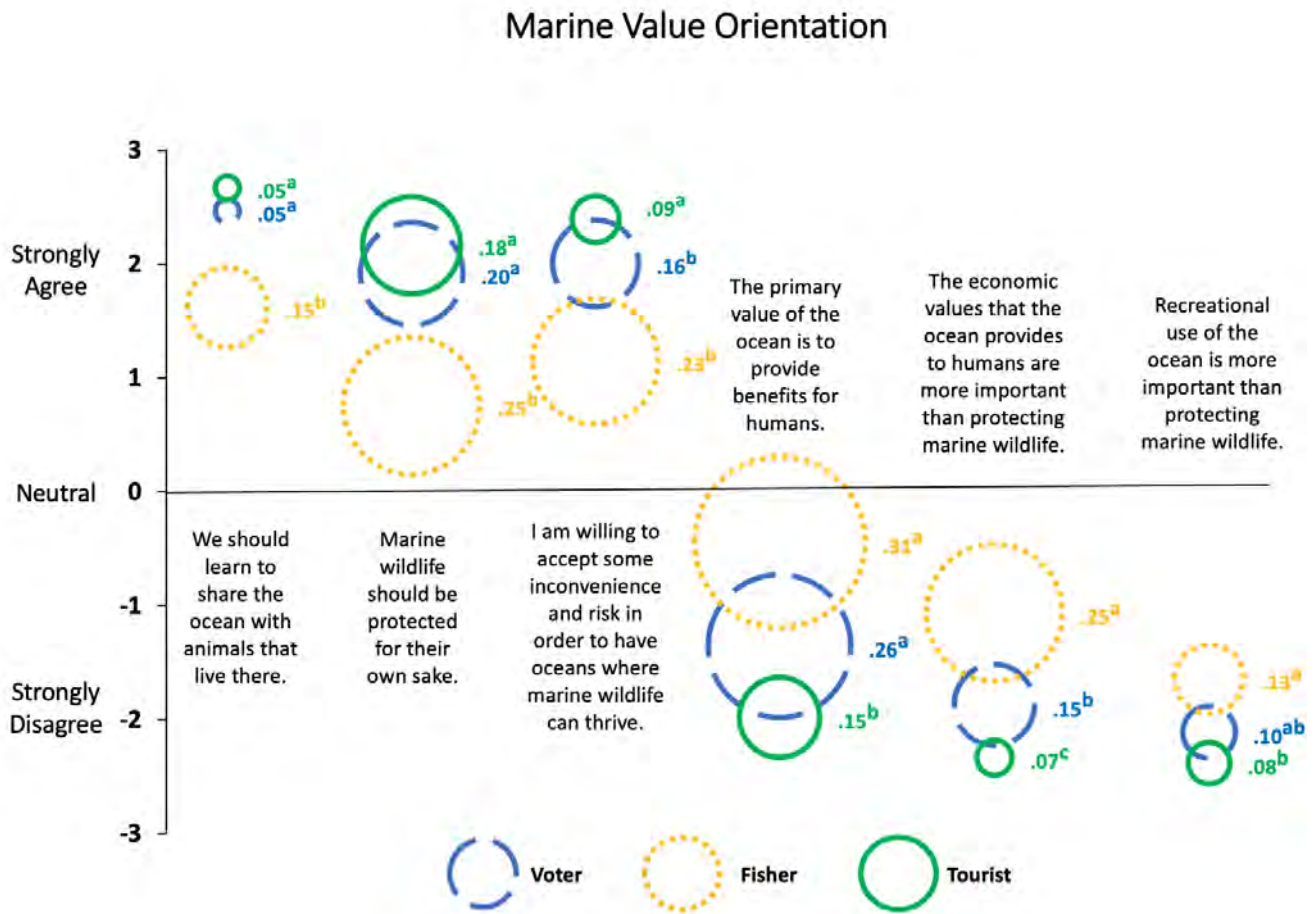 Marine Value Orientation
3
2
1
0
-1
-2
-3
Strongly
Agree
Neutral
Strongly
Disagree
.05a
.05a
.15b
.18a
.20a
.25b
.09a
.16b
.23b
The primary
value of the
ocean is to
provide
benefits for
humans.
The economic
values that the
ocean provides
to humans are
more important
than protecting
marine wildlife.
Recreational
use of the
ocean is more
important than
protecting
marine wildlife.
We should
learn to
share the
ocean with
animals that
live there.
Marine
wildlife
should be
protected
for their
own sake.
I am willing to
accept some
inconvenience
and risk in
order to have
oceans where
marine wildlife
can thrive.
.31a
.26a
.15b
.25a
.15b
.07c
.13a
.10ab
.08b
Voter
Fisher
Tourist